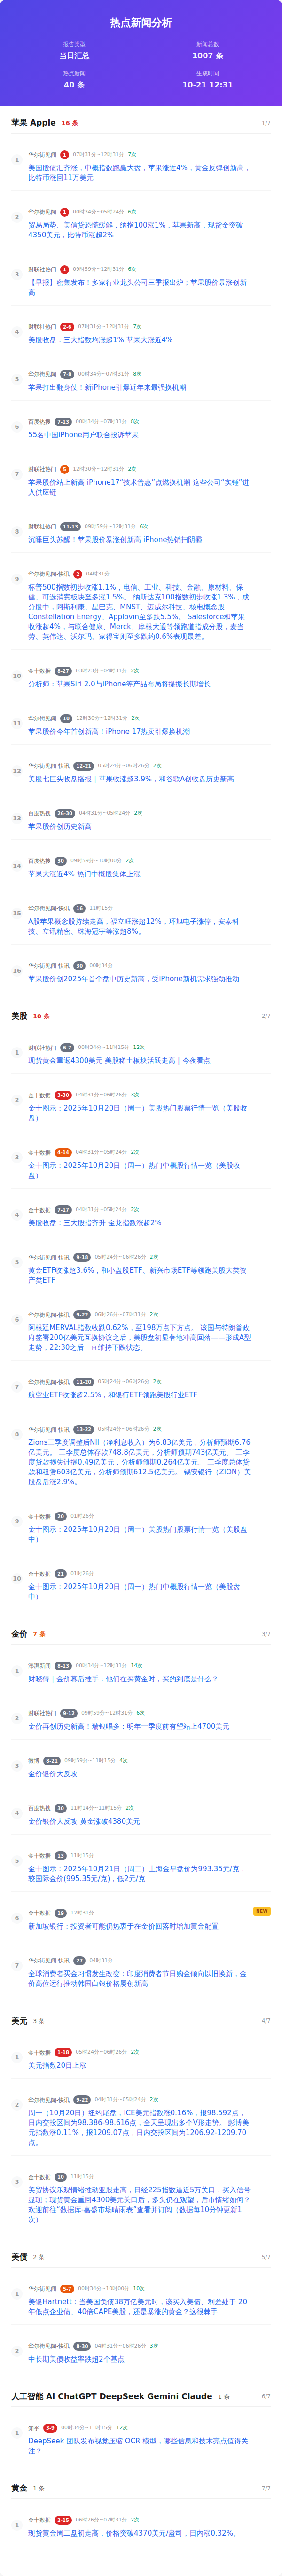 热点新闻分析
报告类型
当日汇总
新闻总数
1007 条
热点新闻
40 条
生成时间
10-21 12:31
苹果 Apple 16 条 1/7
1
华尔街见闻 1 07时31分~12时31分 7次
美国股债汇齐涨，中概指数跑赢大盘，苹果涨近4%，黄金反弹创新高，
比特币涨回11万美元
2
华尔街见闻 1 00时34分~05时24分 6次
贸易局势、美信贷恐慌缓解，纳指100涨1%，苹果新高，现货金突破
4350美元，比特币涨超2%
3
财联社热门 1 09时59分~12时31分 6次
【早报】密集发布！多家行业龙头公司三季报出炉；苹果股价暴涨创新
高
4
财联社热门 2-6 07时31分~12时31分 7次
美股收盘：三大指数均涨超1% 苹果大涨近4%
5
华尔街见闻 7-8 00时34分~07时31分 8次
苹果打出翻身仗！新iPhone引爆近年来最强换机潮
6
百度热搜 7-13 00时34分~07时31分 8次
55名中国iPhone用户联合投诉苹果
7
财联社热门 5 12时30分~12时31分 2次
苹果股价站上新高 iPhone17“技术普惠”点燃换机潮 这些公司“实锤”进
入供应链
8
财联社热门 11-13 09时59分~12时31分 6次
沉睡巨头苏醒！苹果股价暴涨创新高 iPhone热销扫阴霾
9
华尔街见闻-快讯 2 04时31分
标普500指数初步收涨1.1%，电信、工业、科技、金融、原材料、保
健、可选消费板块至多涨1.5%。 纳斯达克100指数初步收涨1.3%，成
分股中，阿斯利康、星巴克、MNST、迈威尔科技、核电概念股
Constellation Energy、Applovin至多跌5.5%。 Salesforce和苹果
收涨超4%，与联合健康、Merck、摩根大通等领跑道指成分股，麦当
劳、英伟达、沃尔玛、家得宝则至多跌约0.6%表现最差。
10
金十数据 8-27 03时23分~04时31分 2次
分析师：苹果Siri 2.0与iPhone等产品布局将提振长期增长
11
华尔街见闻 10 12时30分~12时31分 2次
苹果股价今年首创新高！iPhone 17热卖引爆换机潮
12
华尔街见闻-快讯 12-21 05时24分~06时26分 2次
美股七巨头收盘播报｜苹果收涨超3.9%，和谷歌A创收盘历史新高
13
百度热搜 26-30 04时31分~05时24分 2次
苹果股价创历史新高
14
百度热搜 30 09时59分~10时00分 2次
苹果大涨近4% 热门中概股集体上涨
15
华尔街见闻-快讯 16 11时15分
A股苹果概念股持续走高，福立旺涨超12%，环旭电子涨停，安泰科
技、立讯精密、珠海冠宇等涨超8%。
16
华尔街见闻-快讯 30 00时34分
苹果股价创2025年首个盘中历史新高，受iPhone新机需求强劲推动
美股 10 条 2/7
1
财联社热门 6-7 00时34分~11时15分 12次
现货黄金重返4300美元 美股稀土板块活跃走高 | 今夜看点
2
金十数据 3-30 04时31分~06时26分 3次
金十图示：2025年10月20日（周一）美股热门股票行情一览（美股收
盘）
3
金十数据 4-14 04时31分~05时24分 2次
金十图示：2025年10月20日（周一）热门中概股行情一览（美股收
盘）
4
金十数据 7-17 04时31分~05时24分 2次
美股收盘：三大股指齐升 金龙指数涨超2%
5
华尔街见闻-快讯 9-18 05时24分~06时26分 2次
黄金ETF收涨超3.6%，和小盘股ETF、新兴市场ETF等领跑美股大类资
产类ETF
6
华尔街见闻-快讯 9-22 06时26分~07时31分 2次
阿根廷MERVAL指数收跌0.62%，至198万点下方点。 该国与特朗普政
府签署200亿美元互换协议之后，美股盘初显著地冲高回落——形成A型
走势，22:30之后一直维持下跌状态。
7
华尔街见闻-快讯 11-20 05时24分~06时26分 2次
航空业ETF收涨超2.5%，和银行ETF领跑美股行业ETF
8
华尔街见闻-快讯 13-22 05时24分~06时26分 2次
Zions三季度调整后NII（净利息收入）为6.83亿美元，分析师预期6.76
亿美元。 三季度总体存款748.8亿美元，分析师预期743亿美元。 三季
度贷款损失计提0.49亿美元，分析师预期0.264亿美元。 三季度总体贷
款和租赁603亿美元，分析师预期612.5亿美元。 锡安银行（ZION）美
股盘后涨2.9%。
9
金十数据 20 01时26分
金十图示：2025年10月20日（周一）美股热门股票行情一览（美股盘
中）
10
金十数据 21 01时26分
金十图示：2025年10月20日（周一）热门中概股行情一览（美股盘
中）
金价 7 条 3/7
1
澎湃新闻 8-13 00时34分~12时31分 14次
财晓得｜金价幕后推手：他们在买黄金时，买的到底是什么？
2
财联社热门 9-12 09时59分~12时31分 6次
金价再创历史新高！瑞银唱多：明年一季度前有望站上4700美元
3
微博 8-21 09时59分~11时15分 4次
金价银价大反攻
4
百度热搜 30 11时14分~11时15分 2次
金价银价大反攻 黄金涨破4380美元
5
金十数据 13 11时15分
金十图示：2025年10月21日（周二）上海金早盘价为993.35元/克，
较国际金价(995.35元/克)，低2元/克
6
金十数据 19 12时31分 NEW
新加坡银行：投资者可能仍热衷于在金价回落时增加黄金配置
7
华尔街见闻-快讯 27 04时31分
全球消费者买金习惯生改变：印度消费者节日购金倾向以旧换新，金
价高位运行推动韩国白银价格屡创新高
美元 3 条 4/7
1
金十数据 1-18 05时24分~06时26分 2次
美元指数20日上涨
2
华尔街见闻-快讯 9-22 04时31分~05时24分 2次
周一（10月20日）纽约尾盘，ICE美元指数涨0.16%，报98.592点，
日内交投区间为98.386-98.616点，全天呈现出多个V形走势。 彭博美
元指数涨0.11%，报1209.07点，日内交投区间为1206.92-1209.70
点。
3
金十数据 10 11时15分
美贸协议乐观情绪推动亚股走高，日经225指数逼近5万关口，买入信号
显现；现货黄金重回4300美元关口后，多头仍在观望，后市情绪如何？
欢迎前往“数据库-嘉盛市场晴雨表”查看并订阅（数据每10分钟更新1
次）
美债 2 条 5/7
1
华尔街见闻 5-7 00时34分~10时00分 10次
美银Hartnett：当美国负债38万亿美元时，该买入美债、利差处于 20
年低点企业债、40倍CAPE美股，还是暴涨的黄金？这很棘手
2
华尔街见闻-快讯 8-30 04时31分~06时26分 3次
中长期美债收益率跌超2个基点
人工智能 AI ChatGPT DeepSeek Gemini Claude 1 条 6/7
1
知乎 3-9 00时34分~11时15分 12次
DeepSeek 团队发布视觉压缩 OCR 模型，哪些信息和技术亮点值得关
注？
黄金 1 条 7/7
1
金十数据 2-15 06时26分~07时31分 2次
现货黄金周二盘初走高，价格突破4370美元/盎司，日内涨0.32%。